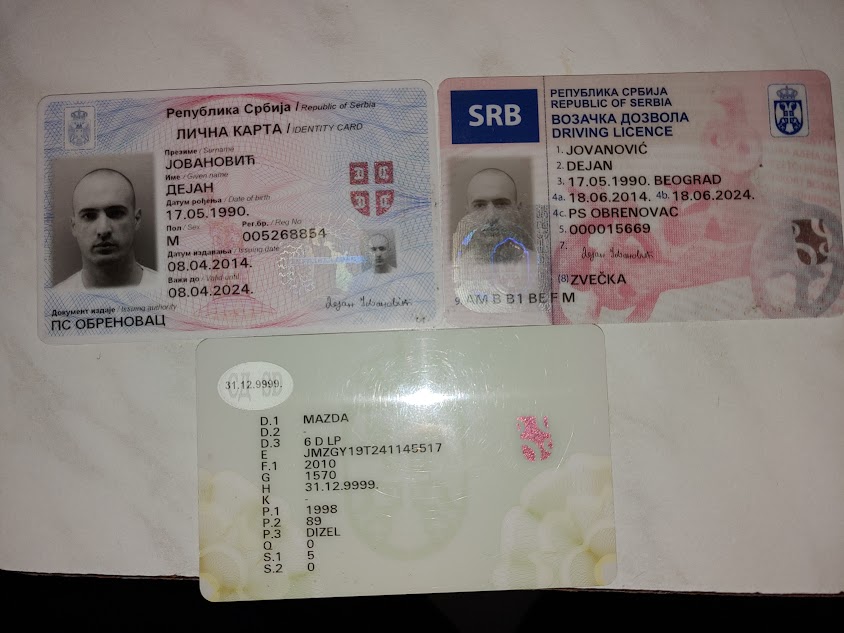 Република Србија / Republic of Serbia
ЛИЧНА КАРТА / IDENTITY CARD
Презиме / Surname
ЈОВАНОВИЋ
Име / Given name
ДЕЈАН
Датум рођења / Date of birth
17.05.1990.
Пол / Sex Рег.бр. / Reg No
М 005268854
Датум издавања / Issuing date
08.04.2014.
Важи до / Valid until
08.04.2024.
Документ издаје / Issuing authority
ПС ОБРЕНОВАЦ
SRB
РЕПУБЛИКА СРБИЈА
REPUBLIC OF SERBIA
ВОЗАЧКА ДОЗВОЛА
DRIVING LICENCE
1. JOVANOVIĆ
2. DEJAN
3. 17.05.1990. BEOGRAD
4a. 18.06.2014. 4b. 18.06.2024.
4c. PS OBRENOVAC
5. 000015669
7.
(8) ZVEČKA
9. AM B B1 BE F M
31.12.9999.
D.1 MAZDA
D.2 -
D.3 6 D LP
E JMZGY19T241145517
F.1 2010
G 1570
H 31.12.9999.
K -
P.1 1998
P.2 89
P.3 DIZEL
Q 0
S.1 5
S.2 0